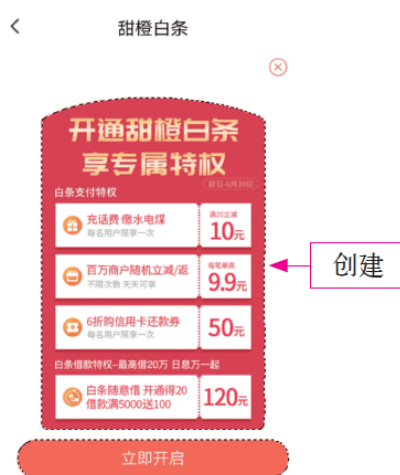 甜橙白条
开通甜橙白条
享专属特权
(即日-6月30日)
白条支付特权
充话费 缴水电煤
每名用户限享一次
满20立减
10元
百万商户随机立减/返
不限次数 天天可享
每笔最高
9.9元
6折购信用卡还款券
每名用户限享一次
50元
白条借款特权-最高借20万 日息万一起
白条随意借 开通得20
借款满5000送100
120元
立即开启
创建